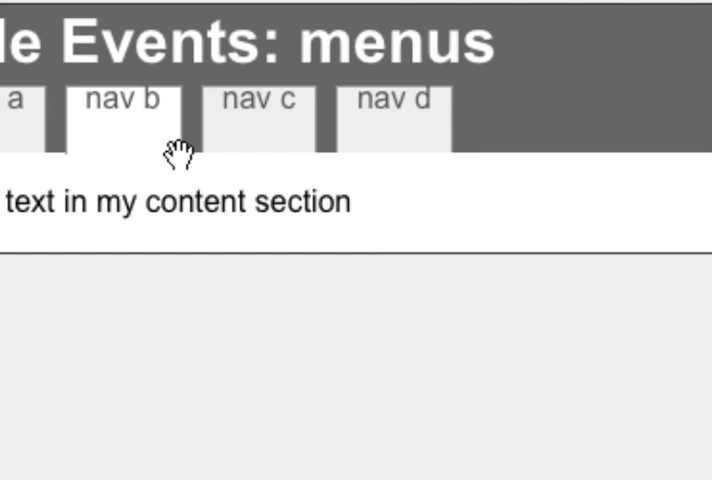 le Events: menus
a nav b nav c nav d
text in my content section